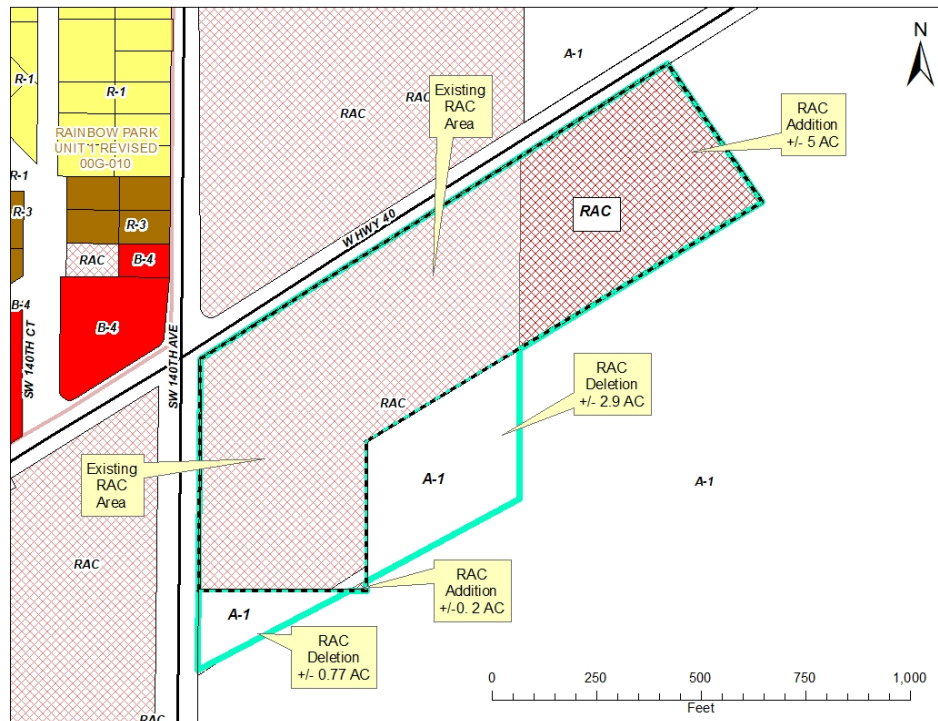 A-1
N
R-1
R-1
RAC
RAC
Existing
RAC
Area
RAC
Addition
+/- 5 AC
RAINBOW PARK
UNIT 1 REVISED
00G-010
R-1
R-3
R-3
RAC
W HWY 40
RAC
B-4
B-4
B-4
SW 140TH CT
SW 140TH AVE
RAC
Deletion
+/- 2.9 AC
RAC
Existing
RAC
Area
A-1
A-1
RAC
RAC
Addition
+/-0. 2 AC
A-1
RAC
Deletion
+/- 0.77 AC
0 250 500 750 1,000
Feet
RAC